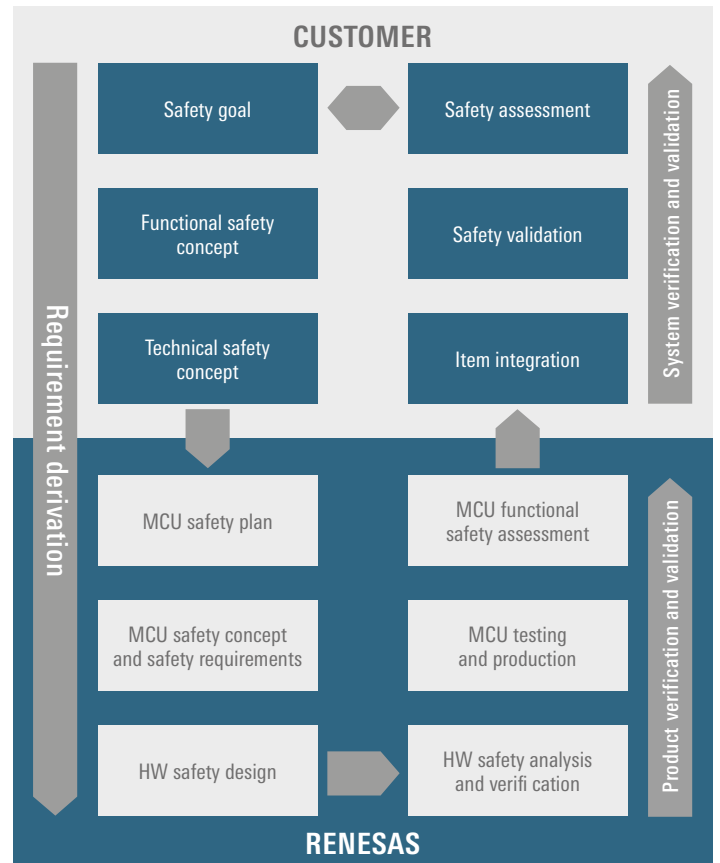 CUSTOMER
Safety goal
Safety assessment
Functional safety
concept
Safety validation
Technical safety
concept
Item integration
Requirement derivation
System verification and validation
MCU safety plan
MCU functional
safety assessment
MCU safety concept
and safety requirements
MCU testing
and production
HW safety design
HW safety analysis
and verifi cation
Product verification and validation
RENESAS